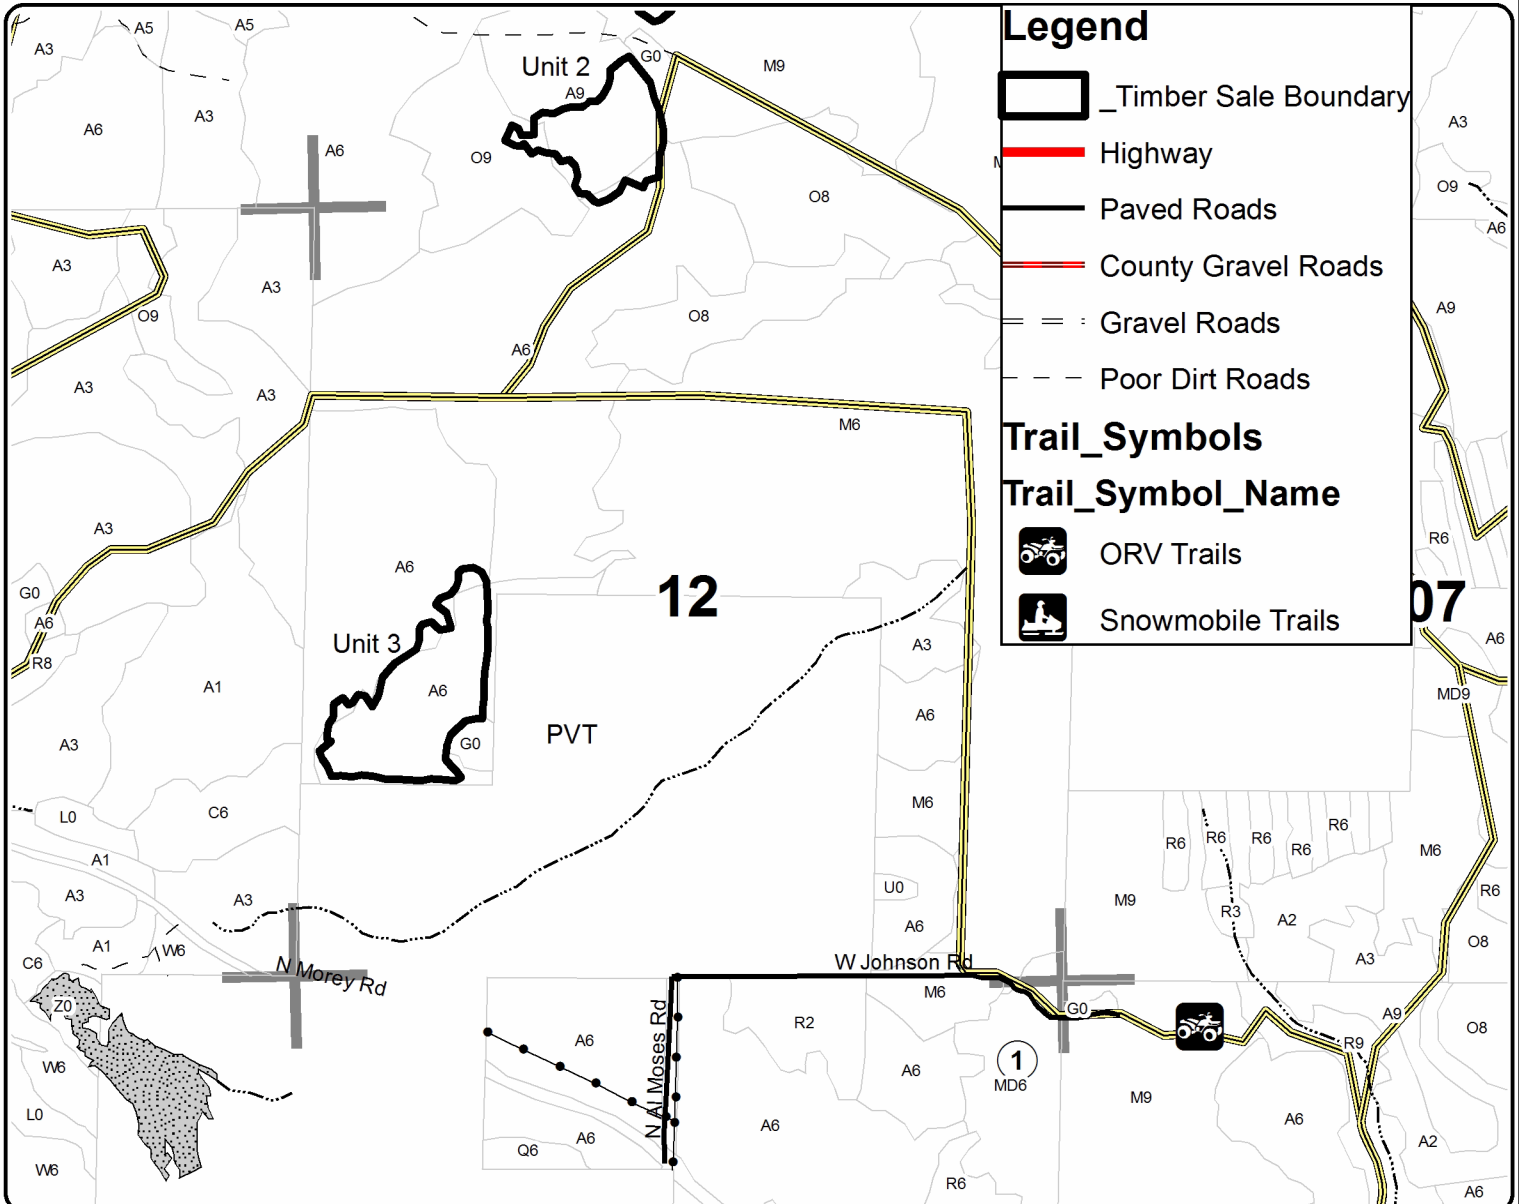 Legend
_Timber Sale Boundary
Highway
Paved Roads
County Gravel Roads
Gravel Roads
Poor Dirt Roads
Trail_Symbols
Trail_Symbol_Name
ORV Trails
Snowmobile Trails
A5
A5
A3
Unit 2
G0
M9
A9
A6
A3
A6
O9
A3
O9
O8
A6
A3
A3
O9
O8
A9
A6
A3
A3
M6
A3
R6
A6
12
07
G0
A6
Unit 3
A3
A6
R8
A1
A6
MD9
A6
PVT
G0
A3
M6
L0
C6
R6
R6
R6
R6
R6
M6
A1
U0
R6
A3
A3
M9
R3
A2
A6
O8
A1
W6
C6
N Morey Rd
W Johnson Rd
A3
M6
Z0
G0
R2
A9
O8
A6
N Al Moses Rd
R9
W6
1
A6
MD6
M9
L0
A6
A6
A6
A2
Q6
W6
R6
A6